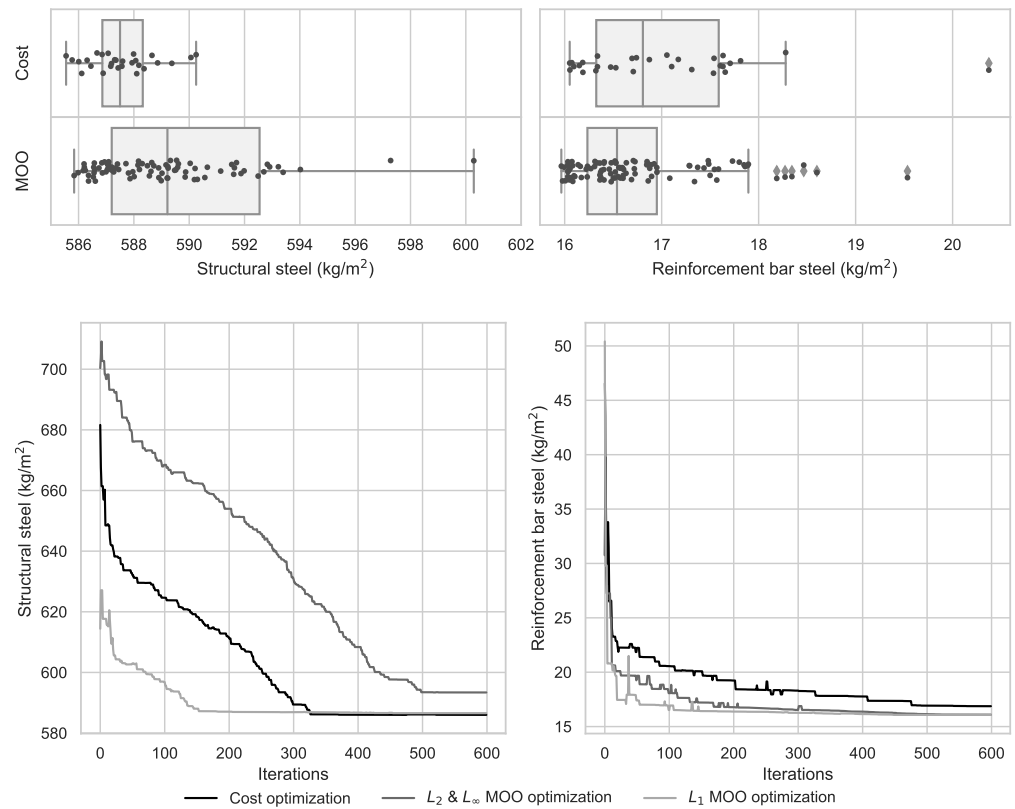 Cost
MOO
586 588 590 592 594 596 598 600 602
Structural steel (kg/m²)
16 17 18 19 20
Reinforcement bar steel (kg/m²)
Structural steel (kg/m²)
700
680
660
640
620
600
580
0 100 200 300 400 500 600
Iterations
Reinforcement bar steel (kg/m²)
50
45
40
35
30
25
20
15
0 100 200 300 400 500 600
Iterations
Cost optimization L₂ & L∞ MOO optimization L₁ MOO optimization